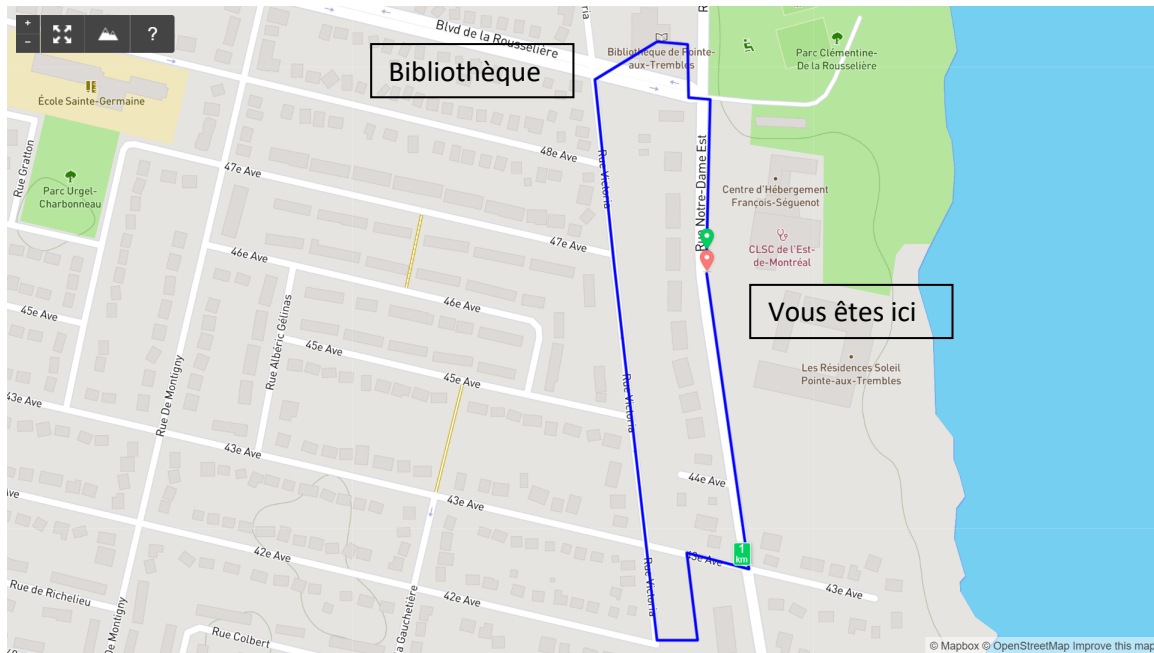 +
−
?
Blvd de la Rousselière
Bibliothèque
Bibliothèque de Pointe-
aux-Trembles
Parc Clémentine-
De la Rousselière
École Sainte-Germaine
Rue Gratton
Parc Urgel-
Charbonneau
47e Ave
48e Ave
Rue Victoria
Rue Notre-Dame Est
Centre d'Hébergement
François-Séguenot
CLSC de l'Est-
de-Montréal
47e Ave
46e Ave
46e Ave
45e Ave
Rue Albéric Gélinas
45e Ave
45e Ave
Vous êtes ici
Les Résidences Soleil
Pointe-aux-Trembles
Rue De Montigny
Rue Victoria
43e Ave
43e Ave
43e Ave
44e Ave
Ave
42e Ave
1
km
43e Ave
43e Ave
Rue de Richelieu
42e Ave
Rue Victoria
De Montigny
Rue Colbert
Gauchetière
© Mapbox © OpenStreetMap Improve this map